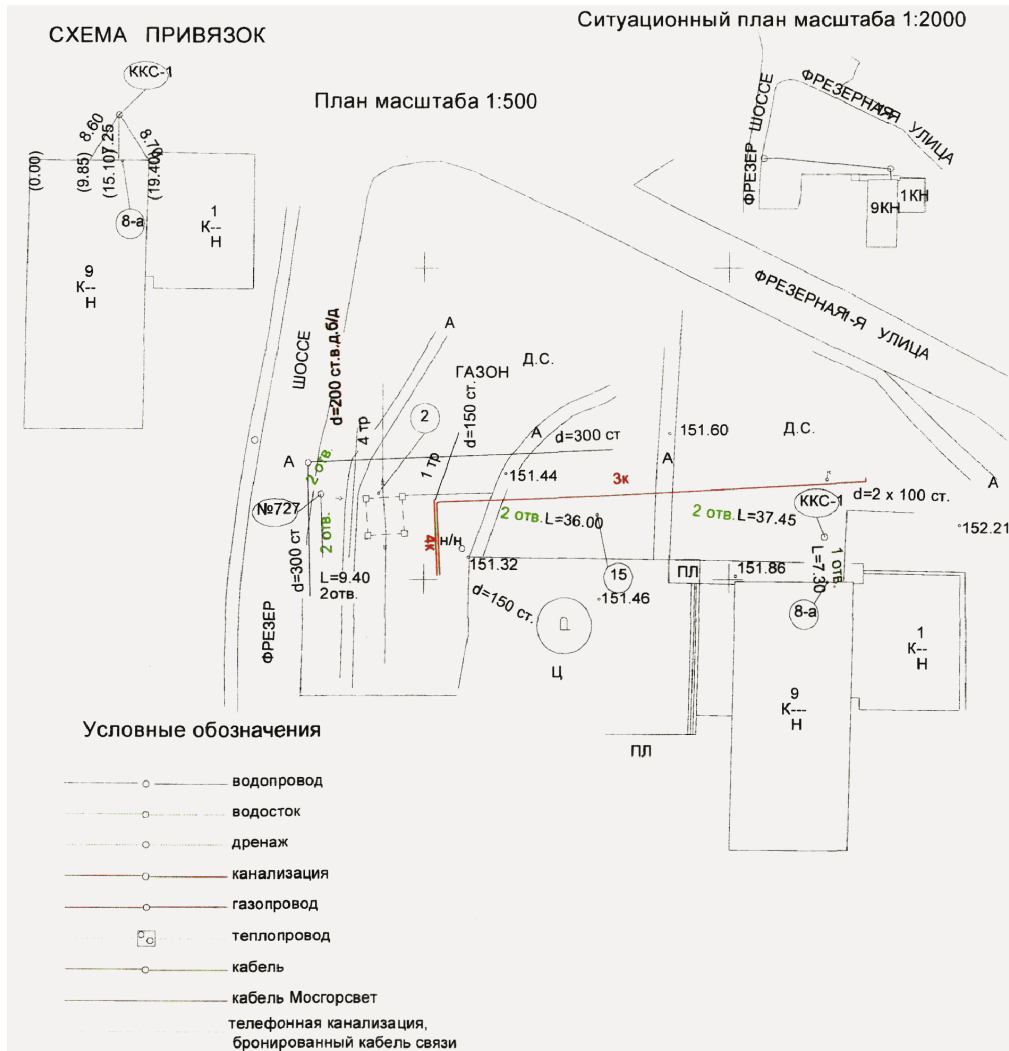 СХЕМА ПРИВЯЗОК
Ситуационный план масштаба 1:2000
План масштаба 1:500
ККС-1
8.60
7.25
8.70
(0.00)
(9.85)
(15.10)
(19.40)
8-а
1
К--
Н
9
К--
Н
ФРЕЗЕР ШОССЕ
ФРЕЗЕРНАЯ
1-Я УЛИЦА
9КН
1КН
ФРЕЗЕРНАЯ
1-Я УЛИЦА
ШОССЕ
d=200 ст.в.д.б/д
А
ГАЗОН
Д.С.
d=150 ст.
4 тр
2
1 тр
А
d=300 ст
А
151.60
Д.С.
А
2 отв.
151.44
3к
А
№727
2 отв.
d=300 ст
4к
н/н
2 отв.
L=36.00
2 отв.
L=37.45
ККС-1
d=2 х 100 ст.
152.21
L=9.40
2отв.
151.32
15
ПЛ
151.86
L=7.30
1 отв.
8-а
d=150 ст.
151.46
ФРЕЗЕР
Ц
1
К--
Н
9
К---
Н
ПЛ
Условные обозначения
водопровод
водосток
дренаж
канализация
газопровод
теплопровод
кабель
кабель Мосгорсвет
телефонная канализация,
бронированный кабель связи